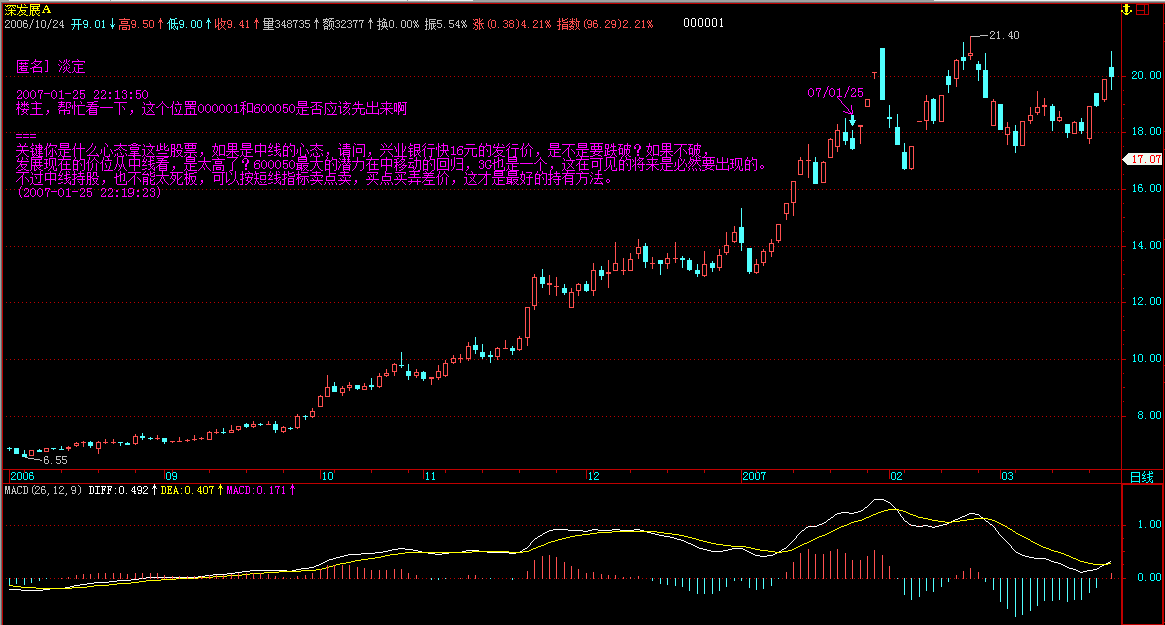 深发展A
2006/10/24 开9.01↓高9.50↑低9.00↑收9.41↑量348735↑额32377↑换0.00% 振5.54% 涨(0.38)4.21% 指数(96.29)2.21% 000001
21.40
匿名] 淡定
20.00
2007-01-25 22:13:50
07/01/25
楼主，帮忙看一下，这个位置000001和600050是否应该先出来啊
18.00
===
关键你是什么心态拿这些股票，如果是中线的心态，请问，兴业银行快16元的发行价，是不是要跌破？如果不破，
17.07
发展现在的价位从中线看，是太高了？600050最大的潜力在中移动的回归，3G也是一个，这在可见的将来是必然要出现的。
不过中线持股，也不能太死板，可以按短线指标卖点卖，买点买弄差价，这才是最好的持有方法。
(2007-01-25 22:19:23)
16.00
14.00
12.00
10.00
8.00
6.55
2006 09 10 11 12 2007 02 03 日线
MACD(26,12,9) DIFF:0.492↑DEA:0.407↑MACD:0.171↑
1.00
0.00